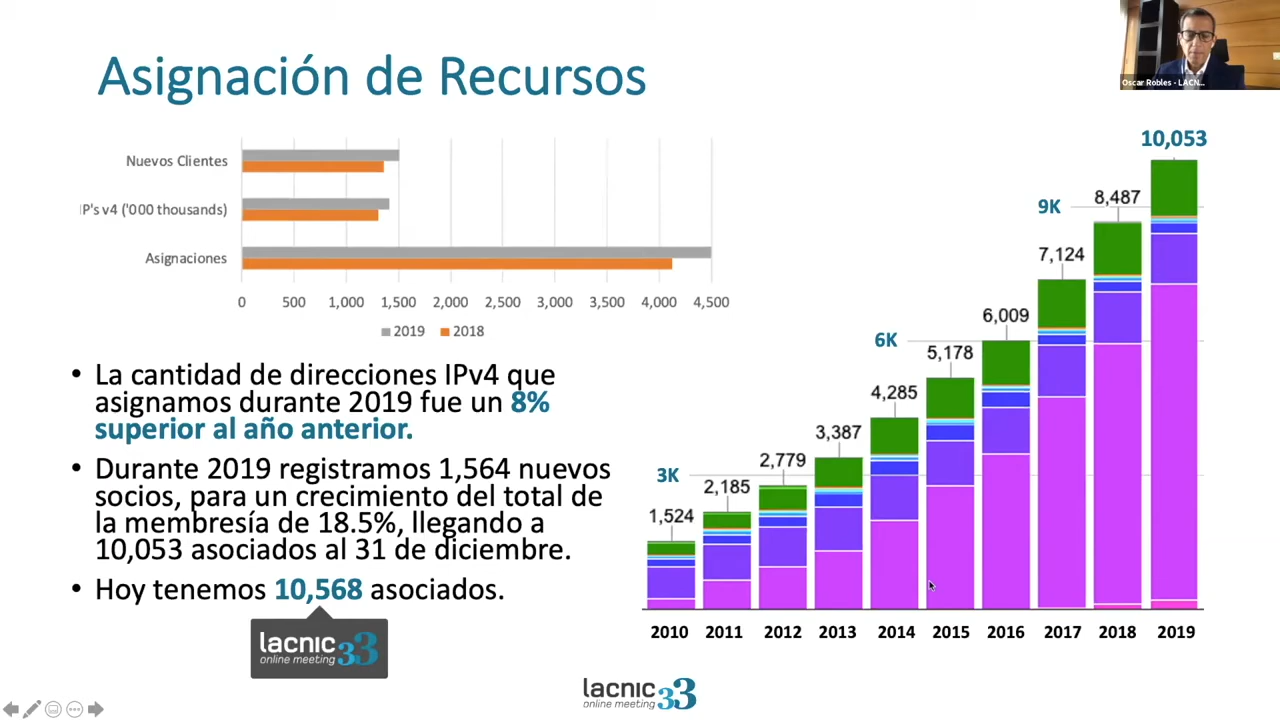 Asignación de Recursos
Oscar Robles - LACN...
Nuevos Clientes
IP's v4 ('000 thousands)
Asignaciones
0 500 1,000 1,500 2,000 2,500 3,000 3,500 4,000 4,500
2019 2018
• La cantidad de direcciones IPv4 que
asignamos durante 2019 fue un 8%
superior al año anterior.
• Durante 2019 registramos 1,564 nuevos
socios, para un crecimiento del total de
la membresía de 18.5%, llegando a
10,053 asociados al 31 de diciembre.
• Hoy tenemos 10,568 asociados.
lacnic 33
online meeting
10,053
9K
8,487
7,124
6,009
6K
5,178
4,285
3,387
2,779
3K
2,185
1,524
2010 2011 2012 2013 2014 2015 2016 2017 2018 2019
lacnic 33
online meeting